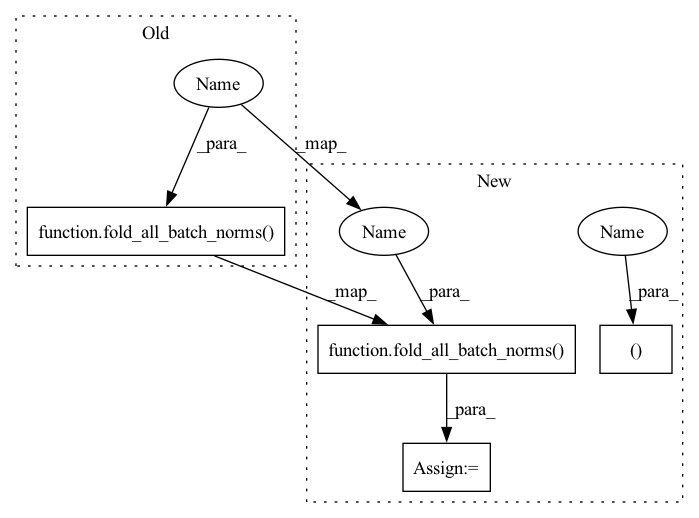 Old
Name
_para_
_map_
New
function.fold_all_batch_norms()
Name
Name
_map_
_para_
_para_
function.fold_all_batch_norms()
()
_para_
Assign:=